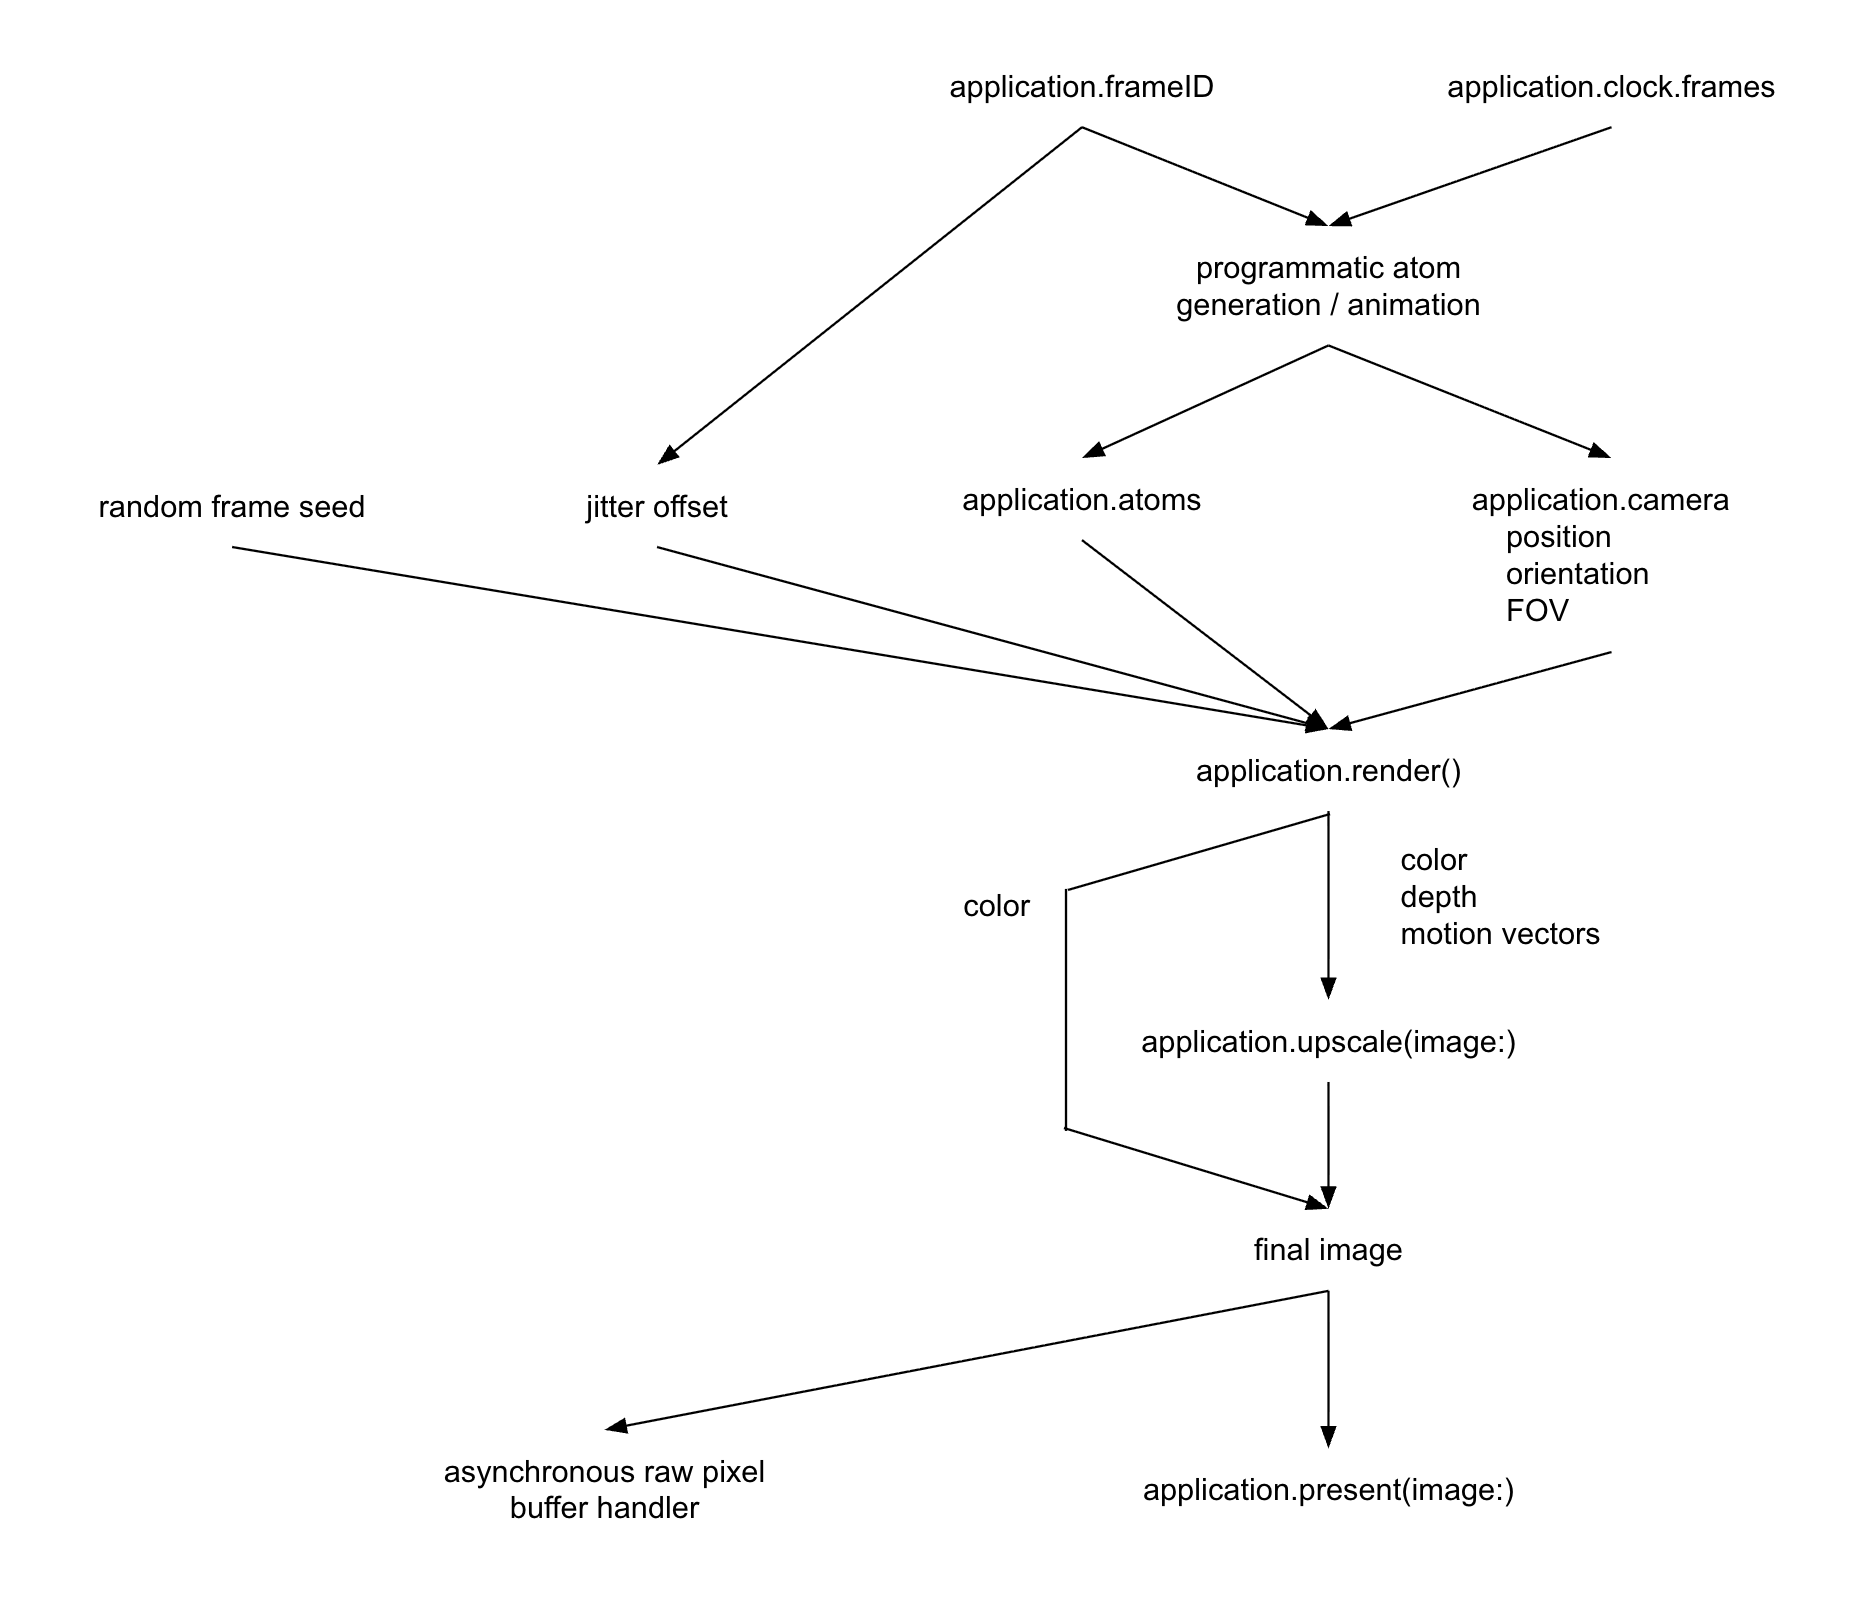 application.frameID
application.clock.frames
programmatic atom
generation / animation
random frame seed
jitter offset
application.atoms
application.camera
position
orientation
FOV
application.render()
color
color
depth
motion vectors
application.upscale(image:)
final image
asynchronous raw pixel
buffer handler
application.present(image:)